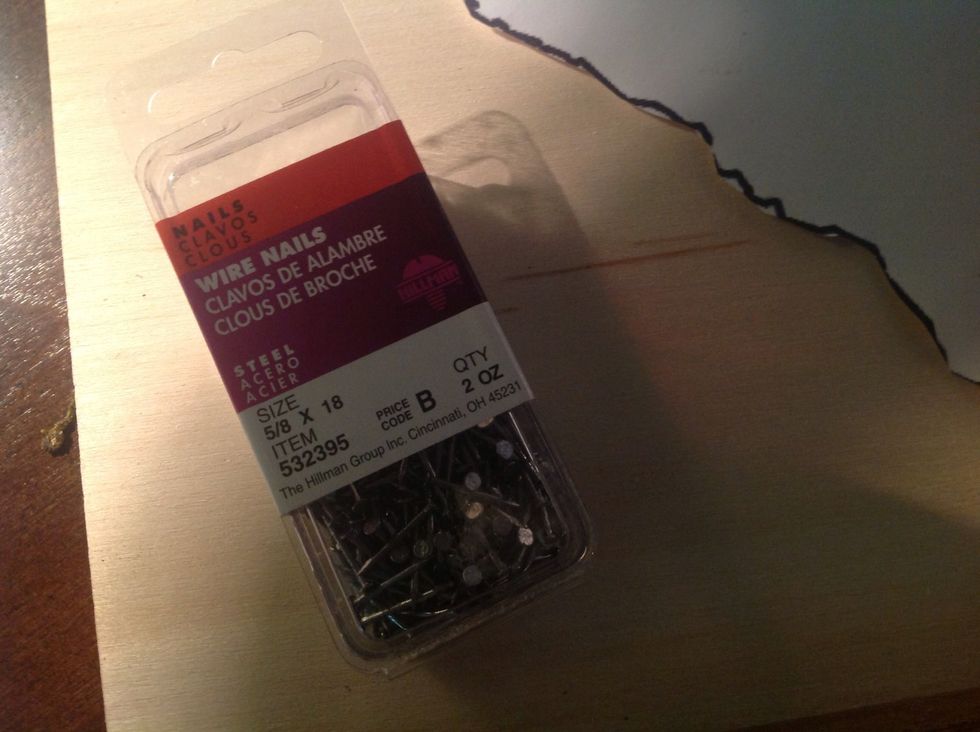 NAILS
CLAVOS
CLOUS
WIRE NAILS
CLAVOS DE ALAMBRE
CLOUS DE BROCHE
HILLMAN
STEEL
ACERO
ACIER
SIZE
5/8 X 18
ITEM
532395
PRICE
CODE B
QTY
2 OZ
The Hillman Group Inc. Cincinnati, OH 45231